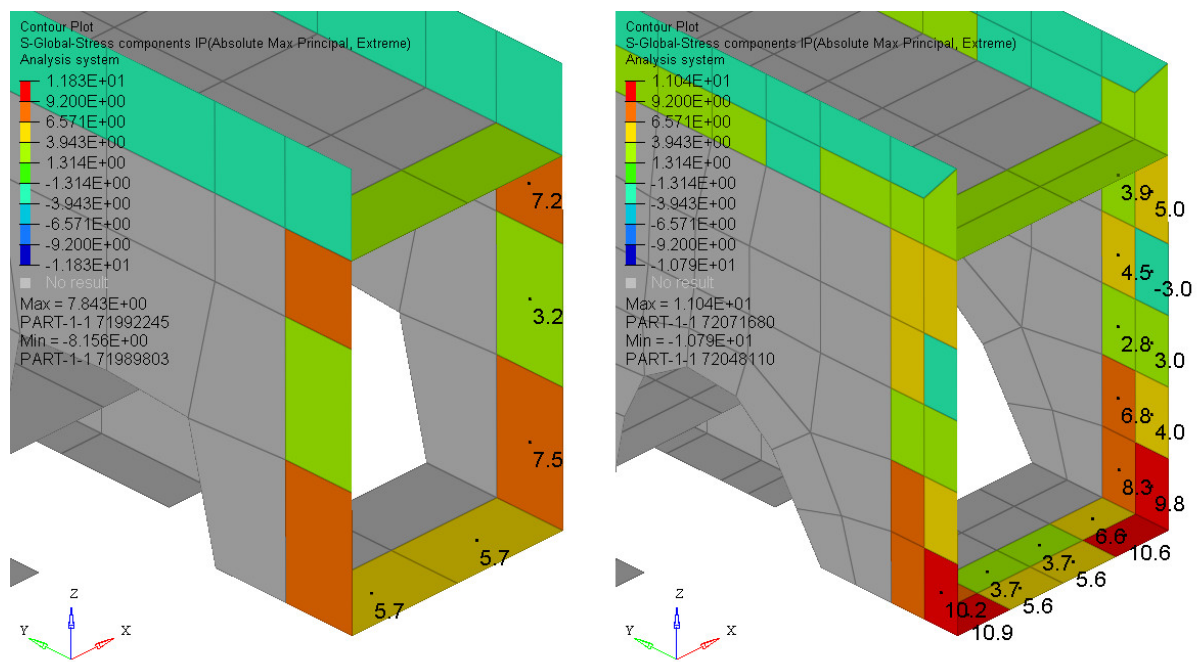 Contour Plot
S-Global-Stress components IP(Absolute Max Principal, Extreme)
Analysis system
1.183E+01
9.200E+00
6.571E+00
3.943E+00
1.314E+00
-1.314E+00
-3.943E+00
-6.571E+00
-9.200E+00
-1.183E+01
No result
Max = 7.843E+00
PART-1-1 71992245
Min = -8.156E+00
PART-1-1 71989803
7.2
3.2
7.5
5.7
5.7
Z
Y
X
Contour Plot
S-Global-Stress components IP(Absolute Max Principal, Extreme)
Analysis system
1.104E+01
9.200E+00
6.571E+00
3.943E+00
1.314E+00
-1.314E+00
-3.943E+00
-6.571E+00
-9.200E+00
-1.079E+01
No result
Max = 1.104E+01
PART-1-1 72071680
Min = -1.079E+01
PART-1-1 72048110
3.9
5.0
4.5
-3.0
2.8
3.0
6.8
4.0
8.3
9.8
6.6
10.6
3.7
5.6
3.7
5.6
10.2
10.9
Z
Y
X